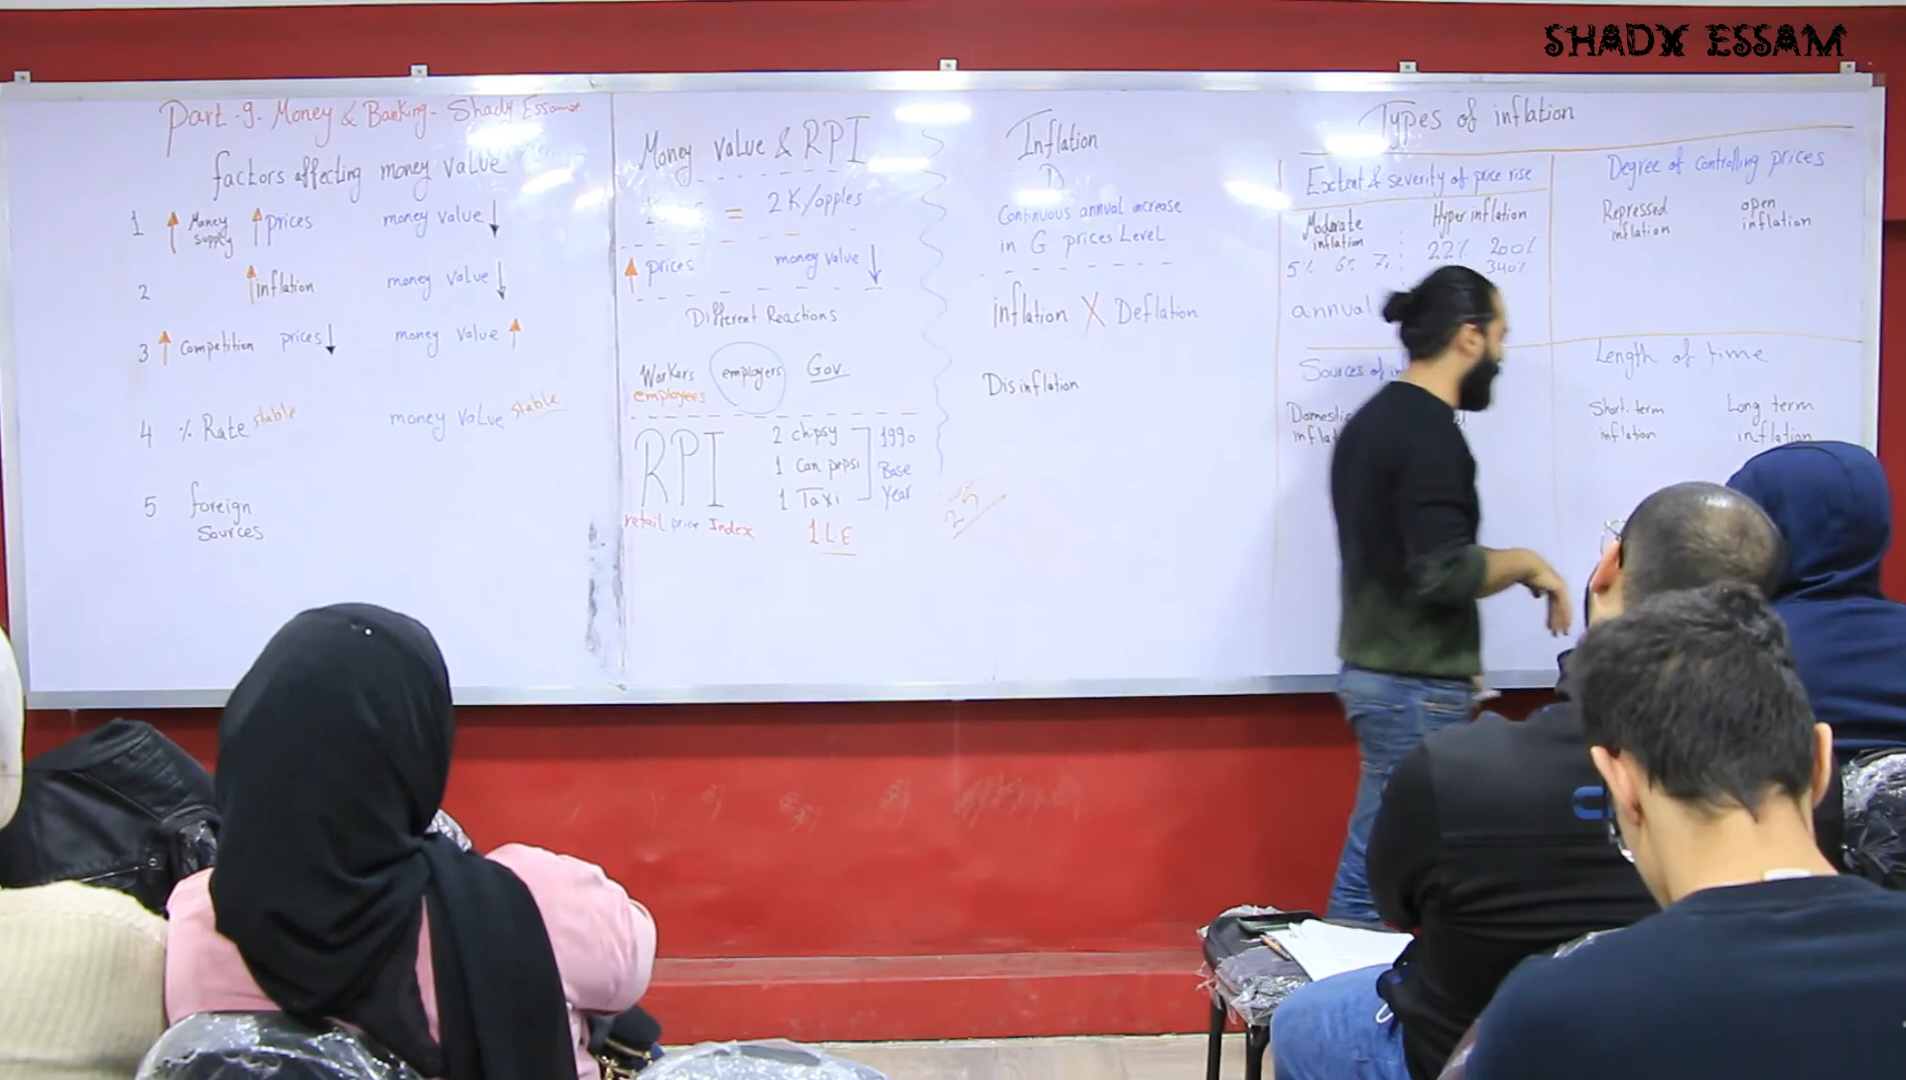 SHADY ESSAM
Part -9- Money & Banking - Shady Essam
factors affecting money value
1 ↑ Money supply ↑ prices money value ↓
2 ↑ inflation money value ↓
3 ↑ Competition prices ↓ money value ↑
4 % Rate stable money value stable
5 foreign
Sources
Money value & RPI
= 2 K/apples
↑ prices money value ↓
Different Reactions
Workers employers Gov.
employees
RPI
retail price Index
2 chipsy
1 Can pepsi
1 Taxi
1990
Base
Year
1 L.E
Inflation
Continuous annual increase
in G prices Level
inflation X Deflation
Disinflation
Types of inflation
Extent & severity of price rise
Moderate
inflation
5% 6% 7%
Hyper inflation
22% 200%
340%
annual
Degree of controlling prices
Repressed
inflation
open
inflation
Sources of
Length of time
Short term
inflation
Long term
inflation